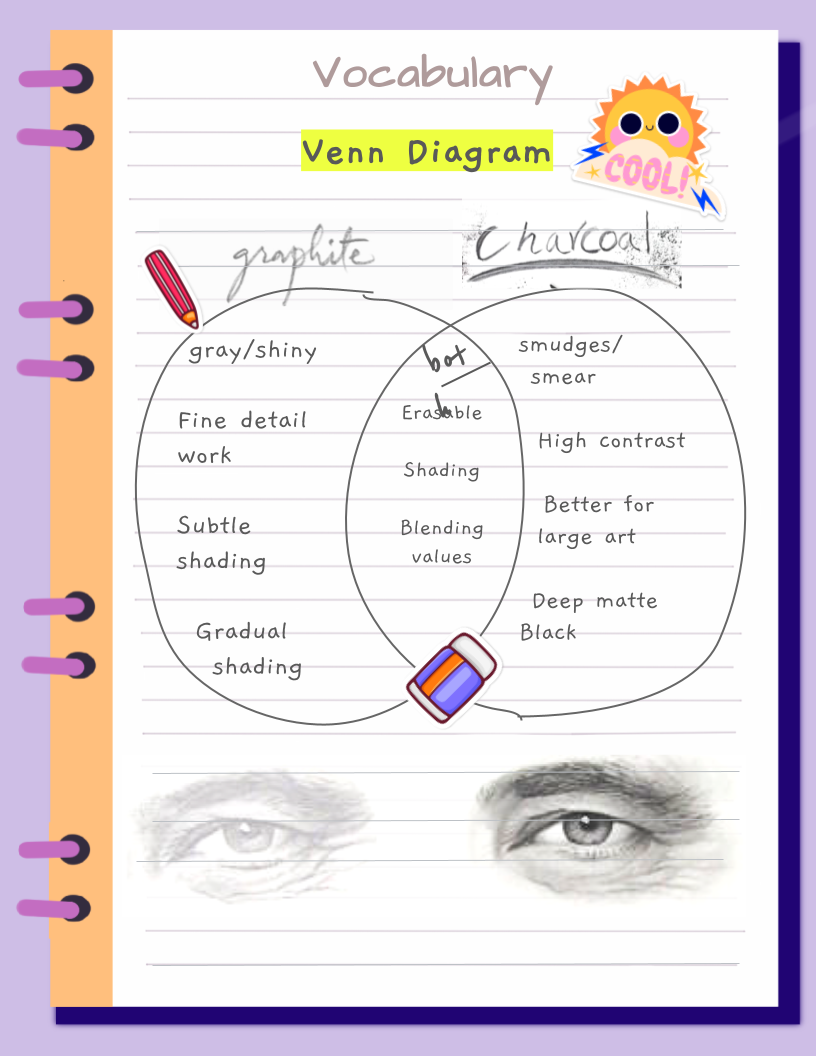 Vocabulary
Venn Diagram
COOL!
graphite
Charcoal
gray/shiny
Fine detail
work
Subtle
shading
Gradual
shading
bot
h
Erasable
Shading
Blending
values
smudges/
smear
High contrast
Better for
large art
Deep matte
Black